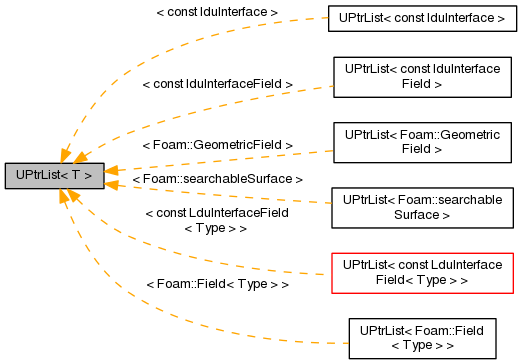 < const lduInterface >
UPtrList< const lduInterface >
< const lduInterfaceField >
UPtrList< const lduInterface
Field >
< Foam::GeometricField >
UPtrList< Foam::Geometric
Field >
UPtrList< T >
< Foam::searchableSurface >
UPtrList< Foam::searchable
Surface >
< const LduInterfaceField
< Type > >
UPtrList< const LduInterface
Field< Type > >
< Foam::Field< Type > >
UPtrList< Foam::Field
< Type > >